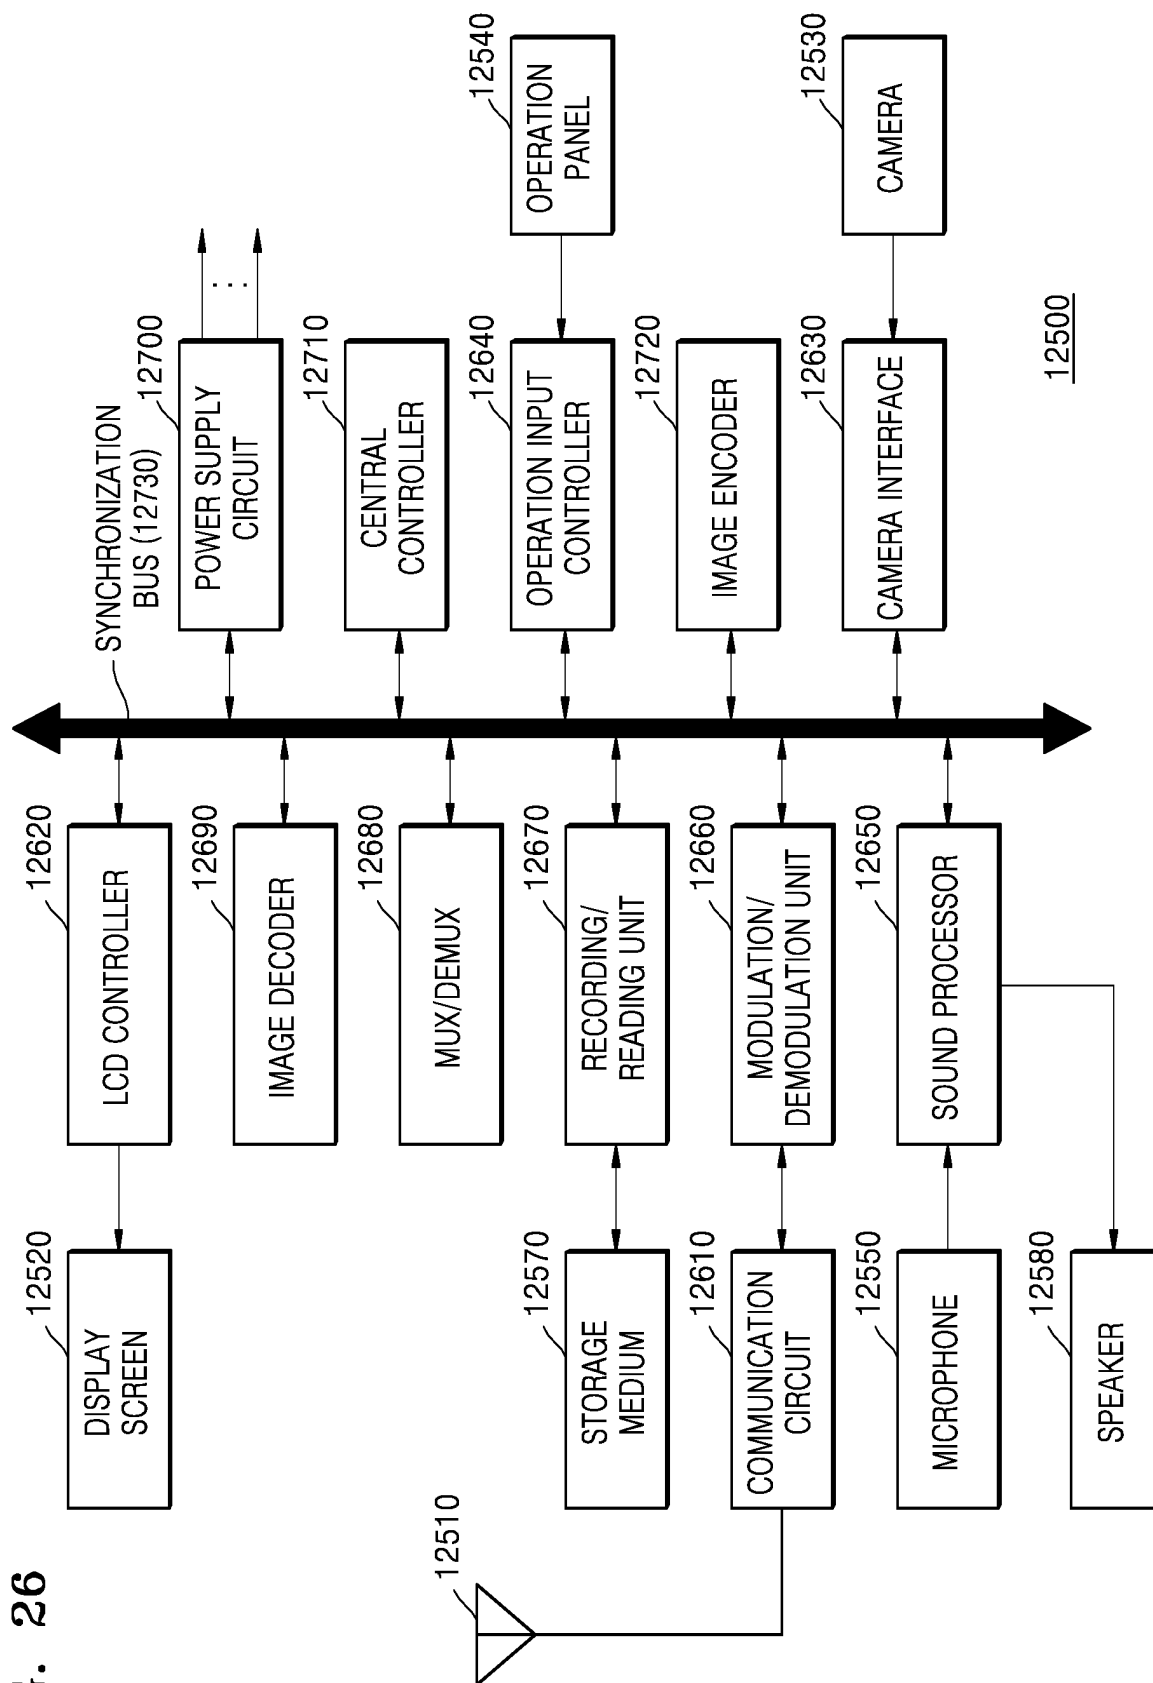 26
12520
DISPLAY
SCREEN
12620
LCD CONTROLLER
SYNCHRONIZATION
BUS (12730)
12700
POWER SUPPLY
CIRCUIT
...
12690
IMAGE DECODER
12710
CENTRAL
CONTROLLER
12680
MUX/DEMUX
12640
OPERATION INPUT
CONTROLLER
12540
OPERATION
PANEL
12510
12570
STORAGE
MEDIUM
12670
RECORDING/
READING UNIT
12720
IMAGE ENCODER
12610
COMMUNICATION
CIRCUIT
12660
MODULATION/
DEMODULATION UNIT
12630
CAMERA INTERFACE
12530
CAMERA
12550
MICROPHONE
12650
SOUND PROCESSOR
12580
SPEAKER
12500